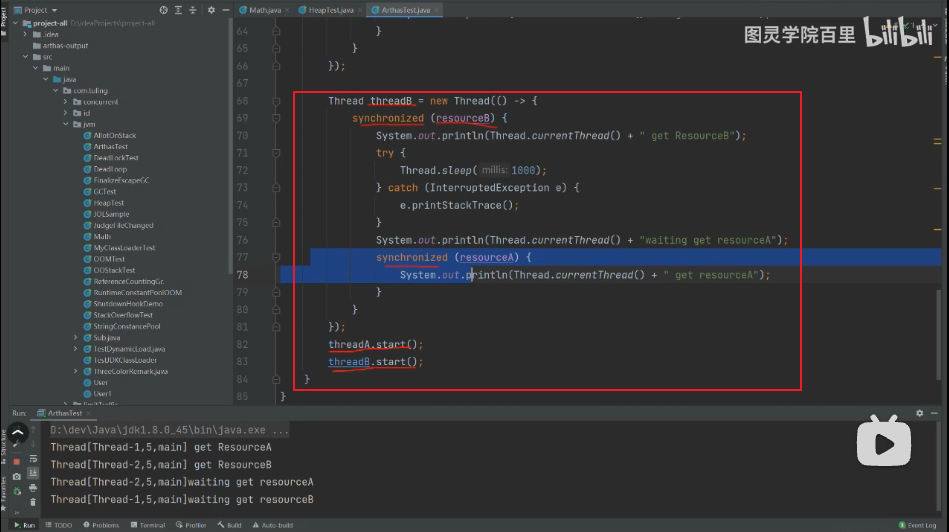 Project
Math.java
HeapTest.java
ArthasTest.java
project-all D:\ideaProjects\project-all
.idea
arthas-output
src
main
java
com.tuling
concurrent
jvm
AllotOnStack
ArthasTest
DeadLockTest
DeadLoop
FinalizeEscapeGC
GCTest
HeapTest
JOLSample
JudgeFileChanged
Math
MyClassLoaderTest
OOMTest
OOStackTest
ReferenceCountingGc
RuntimeConstantPoolOOM
ShutdownHookDemo
StackOverflowTest
StringConstantPool
Sub.java
TestDynamicLoad.java
TestJDKClassLoader
ThreeColorRemark.java
User
User1
图灵学院百里 bilibili
64 }
65 }
66 });
67
68 Thread threadB = new Thread(() -> {
69 synchronized (resourceB) {
70 System.out.println(Thread.currentThread() + " get ResourceB");
71 try {
72 Thread.sleep( millis: 1000);
73 } catch (InterruptedException e) {
74 e.printStackTrace();
75 }
76 System.out.println(Thread.currentThread() + "waiting get resourceA");
77 synchronized (resourceA) {
78 System.out.println(Thread.currentThread() + " get resourceA");
79 }
80 }
81 });
82 threadA.start();
83 threadB.start();
84 }
85 }
Run: ArthasTest
D:\dev\Java\jdk1.8.0_45\bin\java.exe ...
Thread[Thread-1,5,main] get ResourceA
Thread[Thread-2,5,main] get ResourceB
Thread[Thread-2,5,main]waiting get resourceA
Thread[Thread-1,5,main]waiting get resourceB
Structure
Favorites
Run TODO Problems Terminal Profiler Build Auto-build Event Log